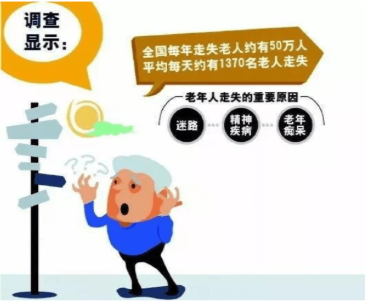 调查
显示：
全国每年走失老人约有50万人
平均每天约有1370名老人走失
老年人走失的重要原因
迷路
精神
疾病
老年
痴呆
???